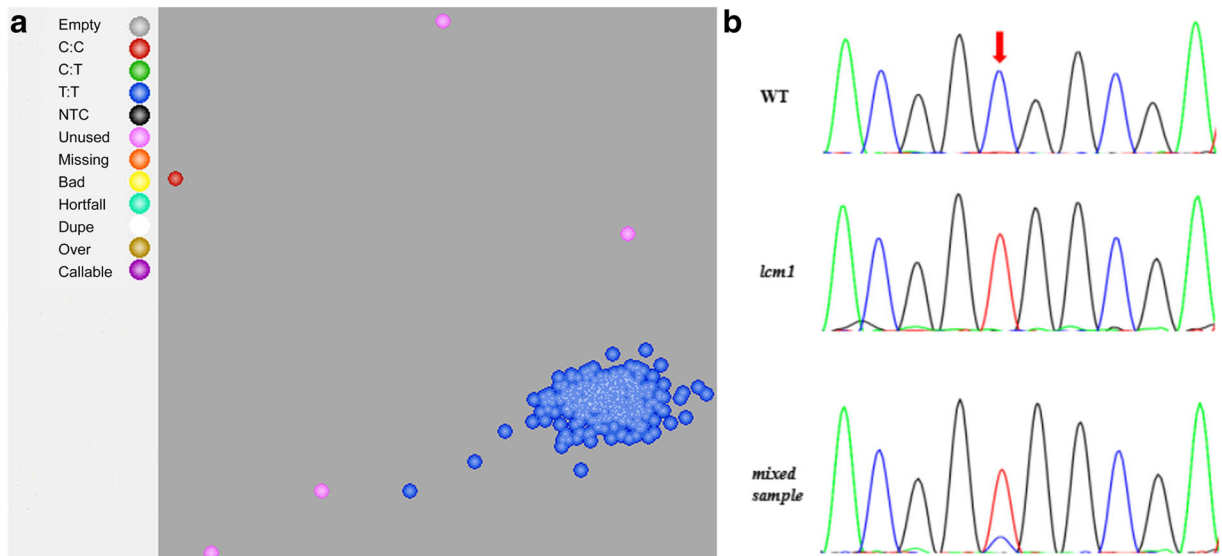 a
Empty
C:C
C:T
T:T
NTC
Unused
Missing
Bad
Hortfall
Dupe
Over
Callable
b
WT
lcm1
mixed
sample